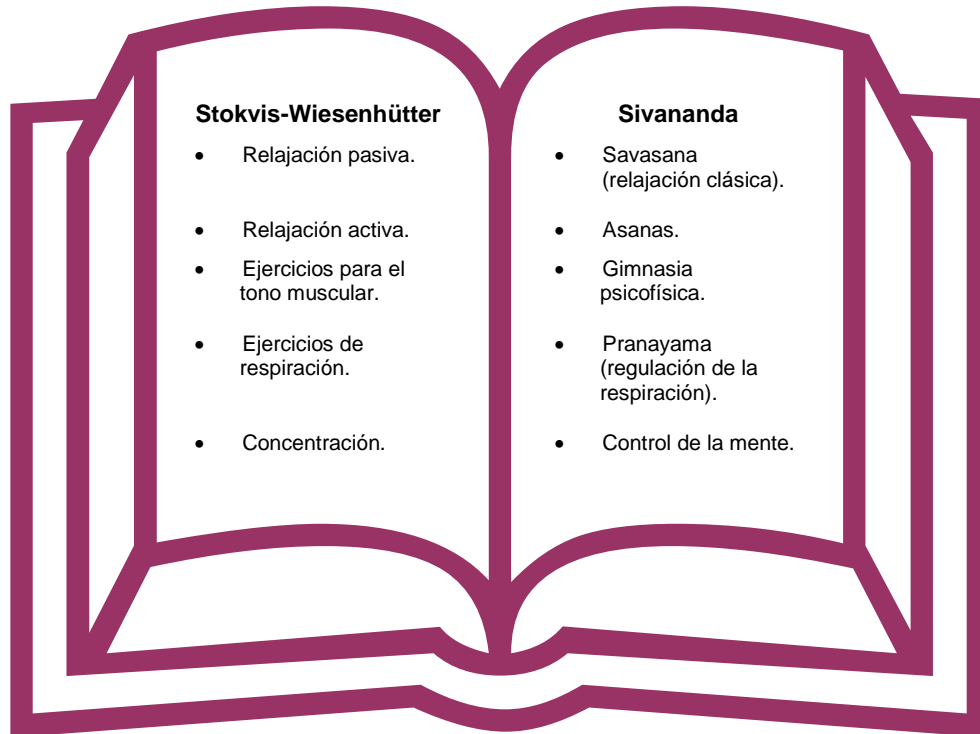 Stokvis-Wiesenhütter
• Relajación pasiva.
• Relajación activa.
• Ejercicios para el
tono muscular.
• Ejercicios de
respiración.
• Concentración.
Sivananda
• Savasana
(relajación clásica).
• Asanas.
• Gimnasia
psicofísica.
• Pranayama
(regulación de la
respiración).
• Control de la mente.